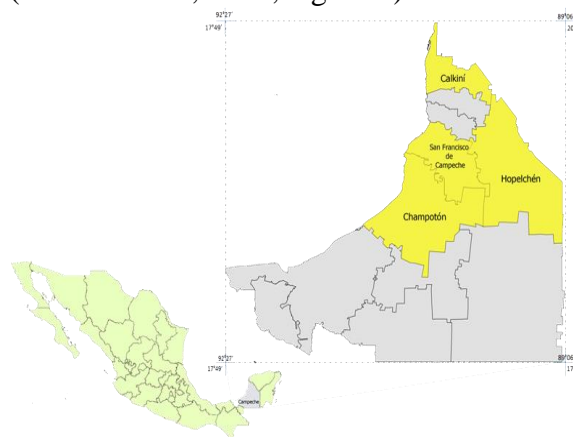 92°27'
89°06
17°49'
20
Calkiní
San Francisco
de
Campeche
Hopelchén
Champotón
92°27'
89°06
17°49'
17
Campeche